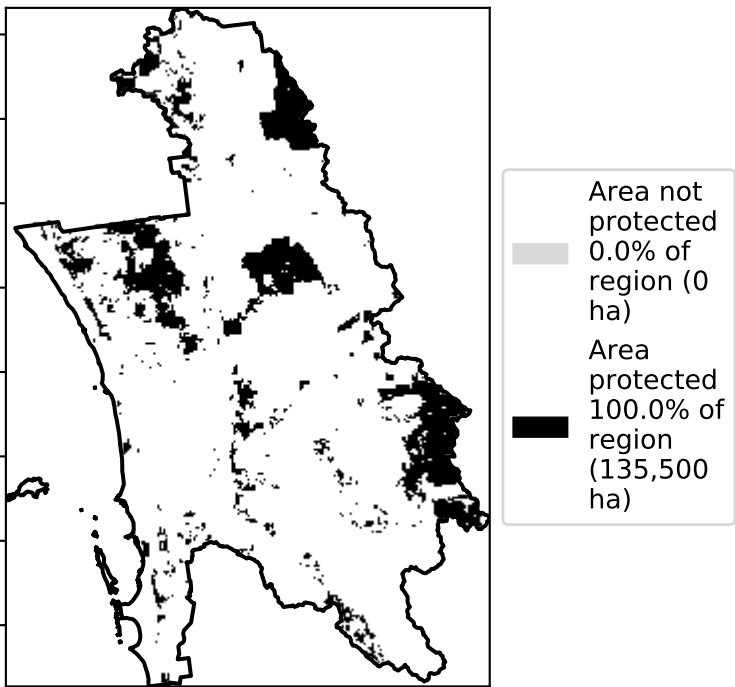 Area not
protected
0.0% of
region (0
ha)
Area
protected
100.0% of
region
(135,500
ha)